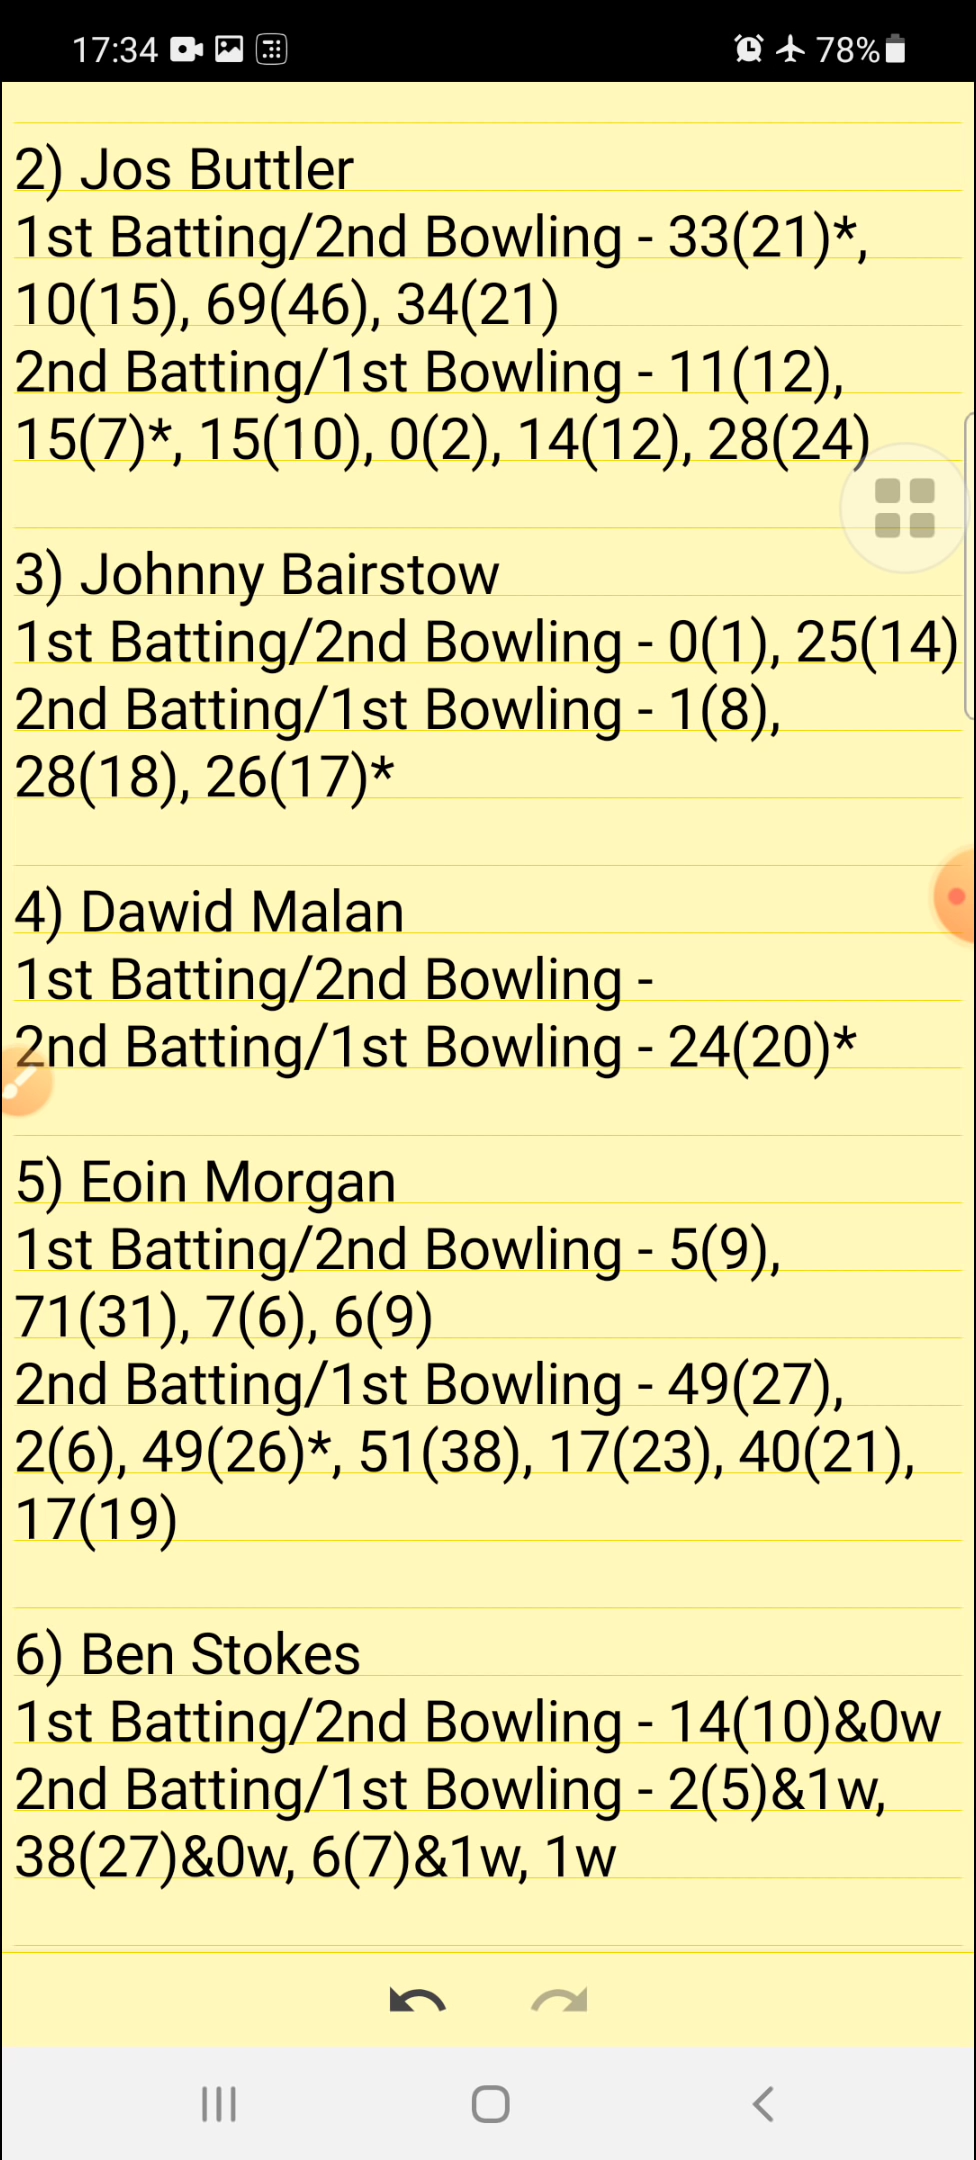 17:34 78%
2) Jos Buttler
1st Batting/2nd Bowling - 33(21)*,
10(15), 69(46), 34(21)
2nd Batting/1st Bowling - 11(12),
15(7)*, 15(10), 0(2), 14(12), 28(24)
3) Johnny Bairstow
1st Batting/2nd Bowling - 0(1), 25(14)
2nd Batting/1st Bowling - 1(8),
28(18), 26(17)*
4) Dawid Malan
1st Batting/2nd Bowling -
2nd Batting/1st Bowling - 24(20)*
5) Eoin Morgan
1st Batting/2nd Bowling - 5(9),
71(31), 7(6), 6(9)
2nd Batting/1st Bowling - 49(27),
2(6), 49(26)*, 51(38), 17(23), 40(21),
17(19)
6) Ben Stokes
1st Batting/2nd Bowling - 14(10)&0w
2nd Batting/1st Bowling - 2(5)&1w,
38(27)&0w, 6(7)&1w, 1w